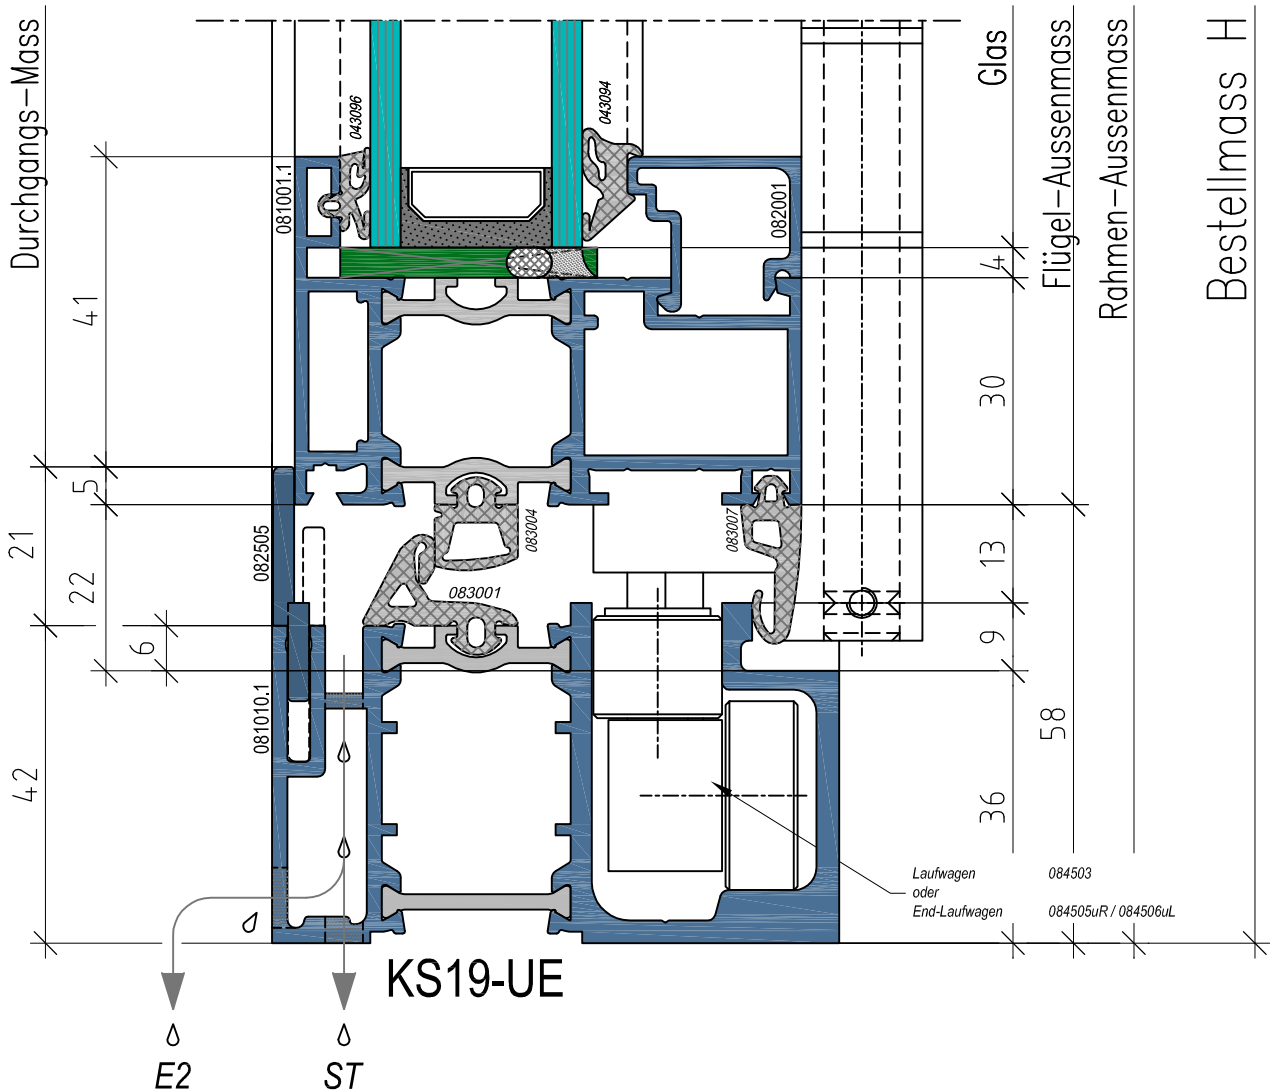 Durchgangs-Mass
41
5
21
22
6
42
081001.1
043096
043094
082001
082505
083004
083007
083001
081010.1
Glas
Flügel-Aussenmass
Rahmen-Aussenmass
Bestellmass H
4
30
13
9
58
36
Laufwagen 084503
oder
End-Laufwagen 084505uR / 084506uL
KS19-UE
E2
ST